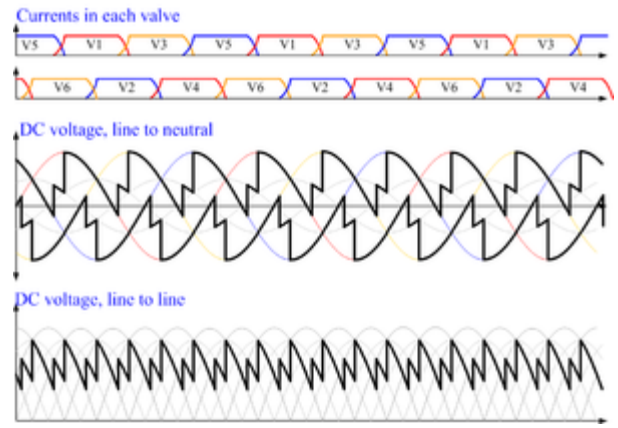 Currents in each valve
V5 V1 V3 V5 V1 V3 V5 V1 V3
V6 V2 V4 V6 V2 V4 V6 V2 V4
DC voltage, line to neutral
DC voltage, line to line